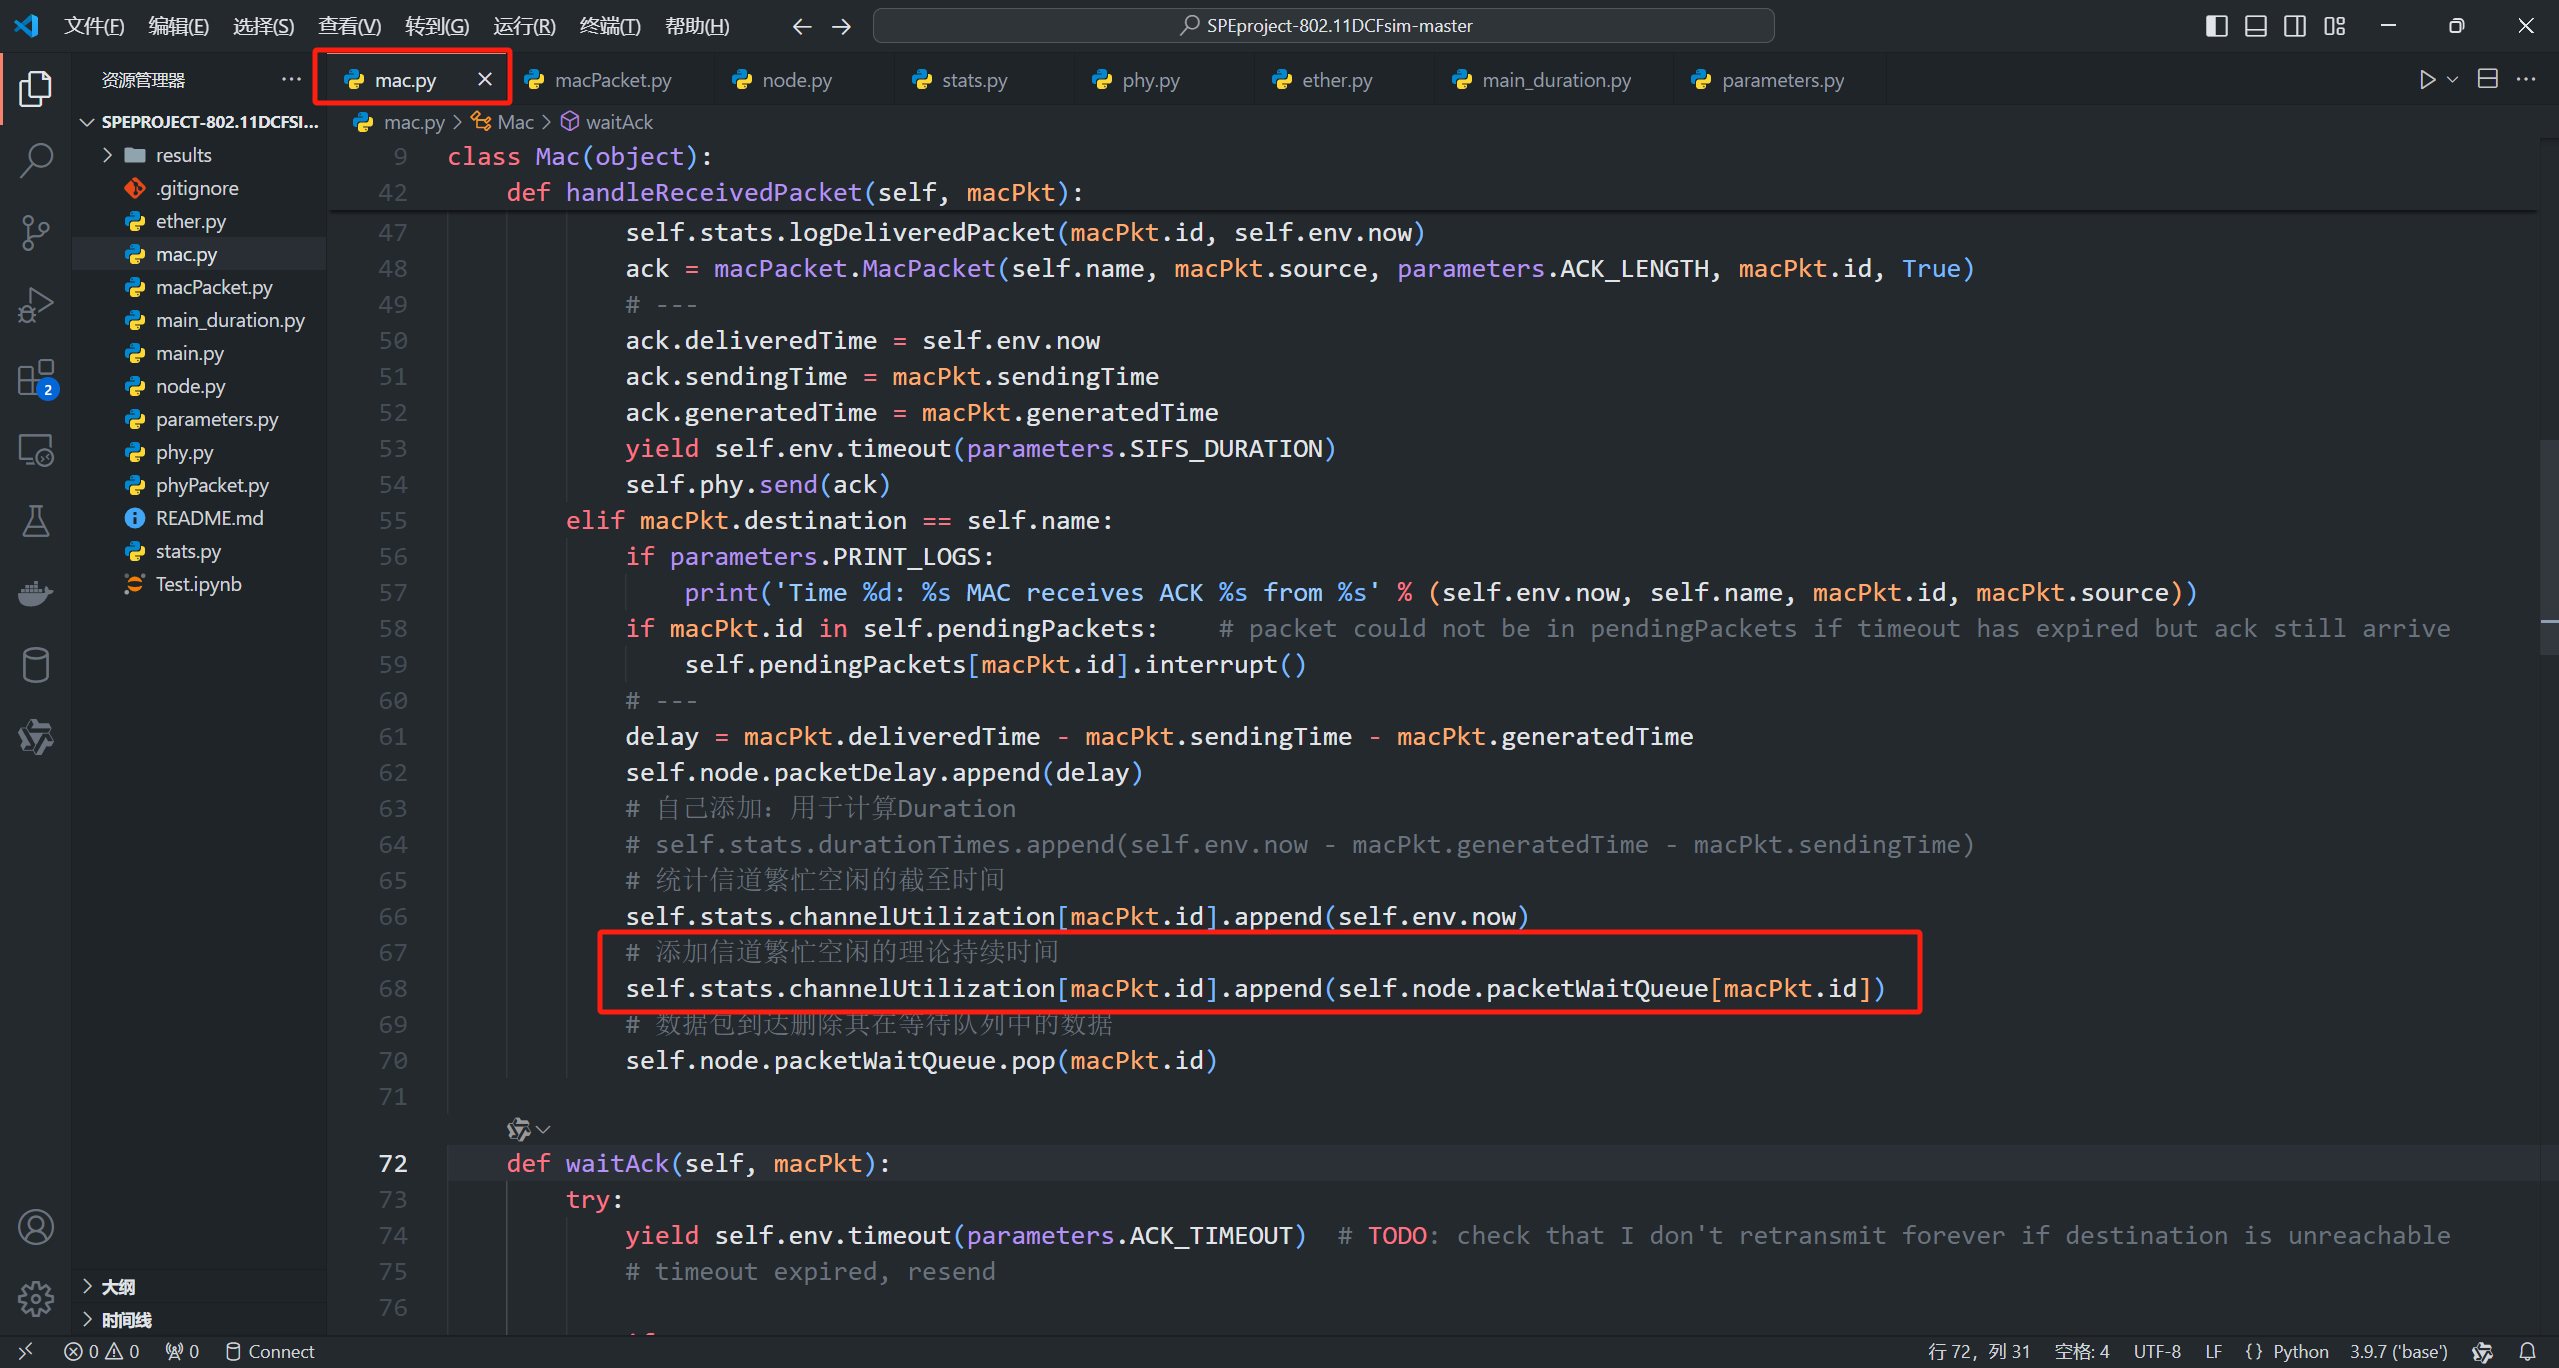 文件(F) 编辑(E) 选择(S) 查看(V) 转到(G) 运行(R) 终端(T) 帮助(H) SPEproject-802.11DCFsim-master
资源管理器
mac.py macPacket.py node.py stats.py phy.py ether.py main_duration.py parameters.py
SPEPROJECT-802.11DCFSI...
results
.gitignore
ether.py
mac.py
macPacket.py
main_duration.py
main.py
node.py
parameters.py
phy.py
phyPacket.py
README.md
stats.py
Test.ipynb
大纲
时间线
2
mac.py > Mac > waitAck
9 class Mac(object):
42 def handleReceivedPacket(self, macPkt):
47 self.stats.logDeliveredPacket(macPkt.id, self.env.now)
48 ack = macPacket.MacPacket(self.name, macPkt.source, parameters.ACK_LENGTH, macPkt.id, True)
49 # ---
50 ack.deliveredTime = self.env.now
51 ack.sendingTime = macPkt.sendingTime
52 ack.generatedTime = macPkt.generatedTime
53 yield self.env.timeout(parameters.SIFS_DURATION)
54 self.phy.send(ack)
55 elif macPkt.destination == self.name:
56 if parameters.PRINT_LOGS:
57 print('Time %d: %s MAC receives ACK %s from %s' % (self.env.now, self.name, macPkt.id, macPkt.source))
58 if macPkt.id in self.pendingPackets: # packet could not be in pendingPackets if timeout has expired but ack still arrive
59 self.pendingPackets[macPkt.id].interrupt()
60 # ---
61 delay = macPkt.deliveredTime - macPkt.sendingTime - macPkt.generatedTime
62 self.node.packetDelay.append(delay)
63 # 自己添加：用于计算Duration
64 # self.stats.durationTimes.append(self.env.now - macPkt.generatedTime - macPkt.sendingTime)
65 # 统计信道繁忙空闲的截至时间
66 self.stats.channelUtilization[macPkt.id].append(self.env.now)
67 # 添加信道繁忙空闲的理论持续时间
68 self.stats.channelUtilization[macPkt.id].append(self.node.packetWaitQueue[macPkt.id])
69 # 数据包到达删除其在等待队列中的数据
70 self.node.packetWaitQueue.pop(macPkt.id)
71
72 def waitAck(self, macPkt):
73 try:
74 yield self.env.timeout(parameters.ACK_TIMEOUT) # TODO: check that I don't retransmit forever if destination is unreachable
75 # timeout expired, resend
76
0 0 0 Connect 行 72，列 31 空格: 4 UTF-8 LF {} Python 3.9.7 ('base')